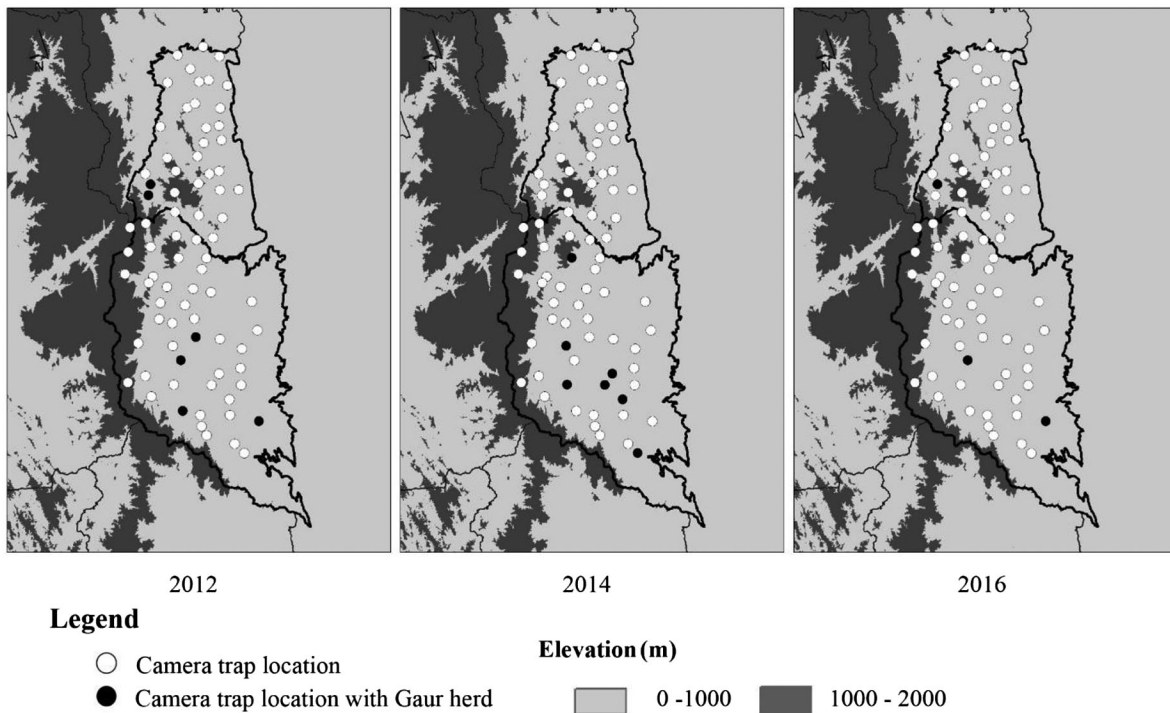 2012 2014 2016
Legend
Camera trap location
Camera trap location with Gaur herd
Elevation (m)
0 -1000 1000 - 2000